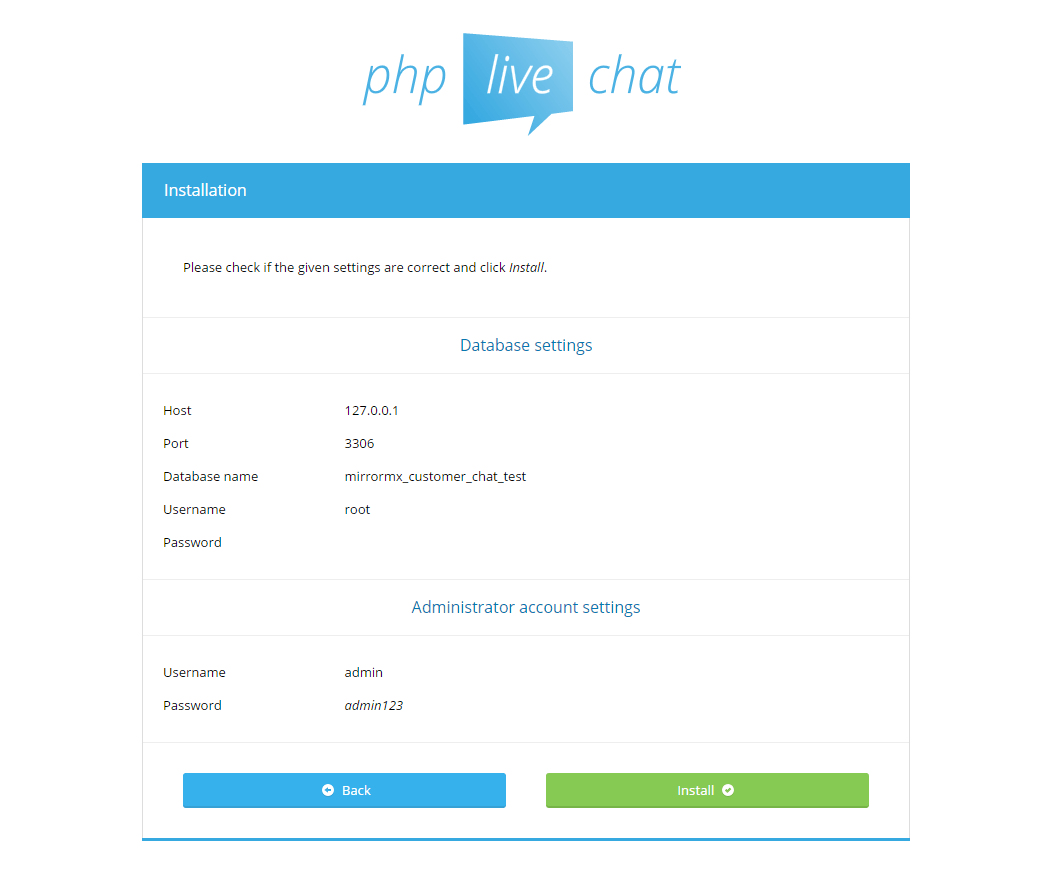 php live chat
Installation
Please check if the given settings are correct and click Install.
Database settings
Host 127.0.0.1
Port 3306
Database name mirrormx_customer_chat_test
Username root
Password
Administrator account settings
Username admin
Password admin123
Back Install